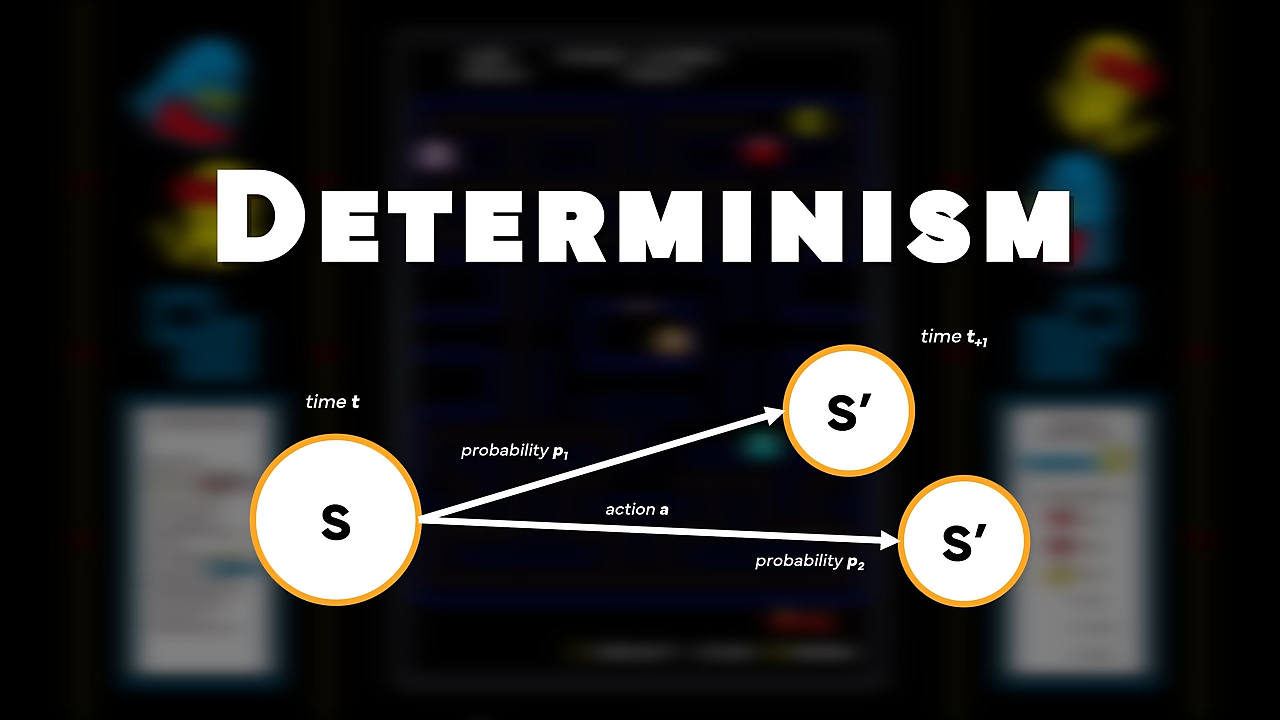 DETERMINISM
time t+1
time t
S'
probability p1
action a
S
S'
probability p2